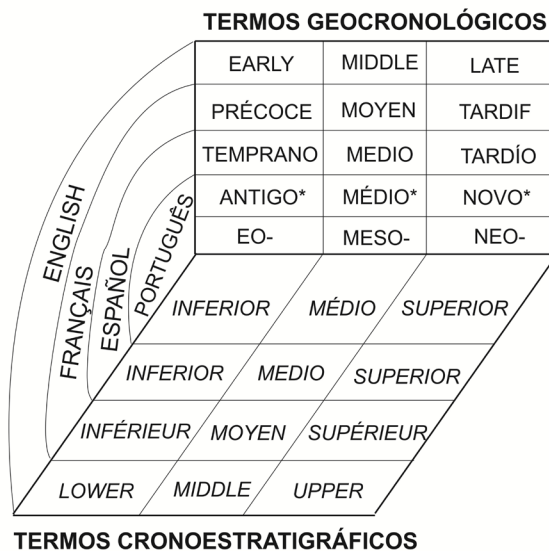 TERMOS GEOCRONOLÓGICOS
EARLY MIDDLE LATE
PRÉCOCE MOYEN TARDIF
TEMPRANO MEDIO TARDÍO
ANTIGO* MÉDIO* NOVO*
EO- MESO- NEO-
ENGLISH
FRANÇAIS
ESPAÑOL
PORTUGUÊS
INFERIOR MÉDIO SUPERIOR
INFERIOR MEDIO SUPERIOR
INFÉRIEUR MOYEN SUPÉRIEUR
LOWER MIDDLE UPPER
TERMOS CRONOESTRATIGRÁFICOS